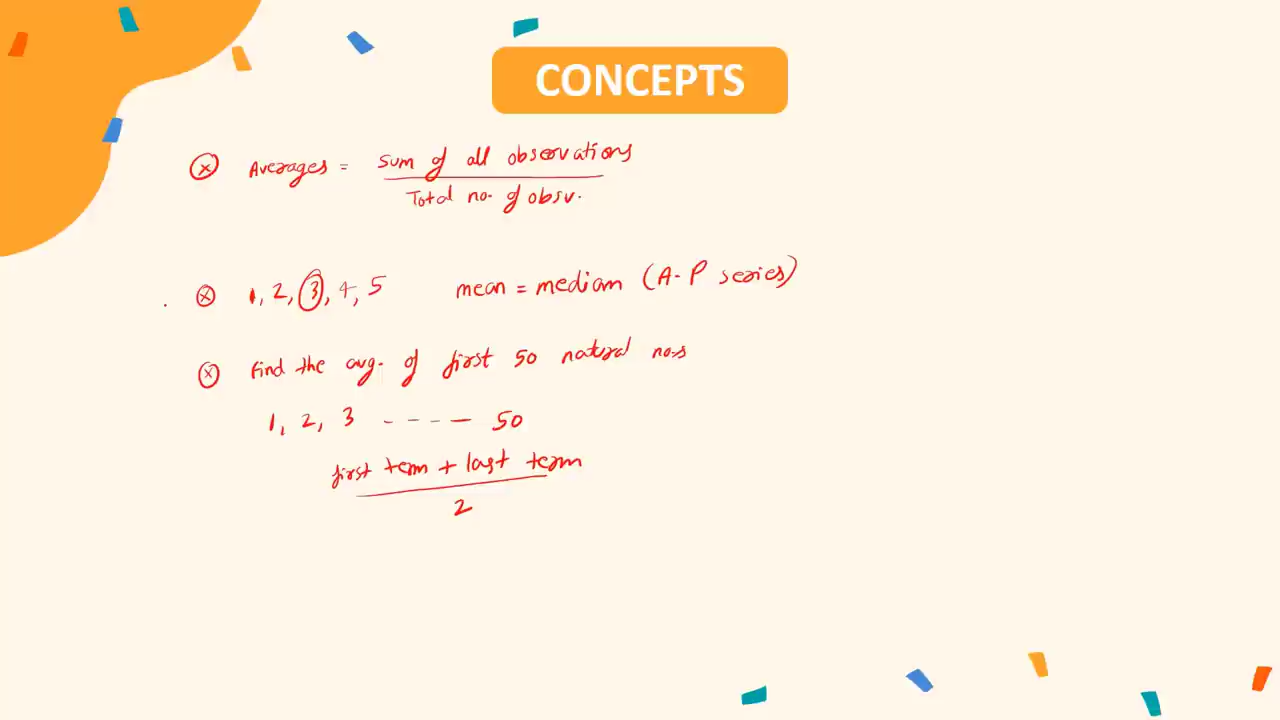 CONCEPTS
Averages = sum of all observations
Total no. of obsv.
1, 2, 3, 4, 5 mean = median (A-P series)
Find the avg. of first 50 natural no.s
1, 2, 3 ---- 50
first term + last term
2